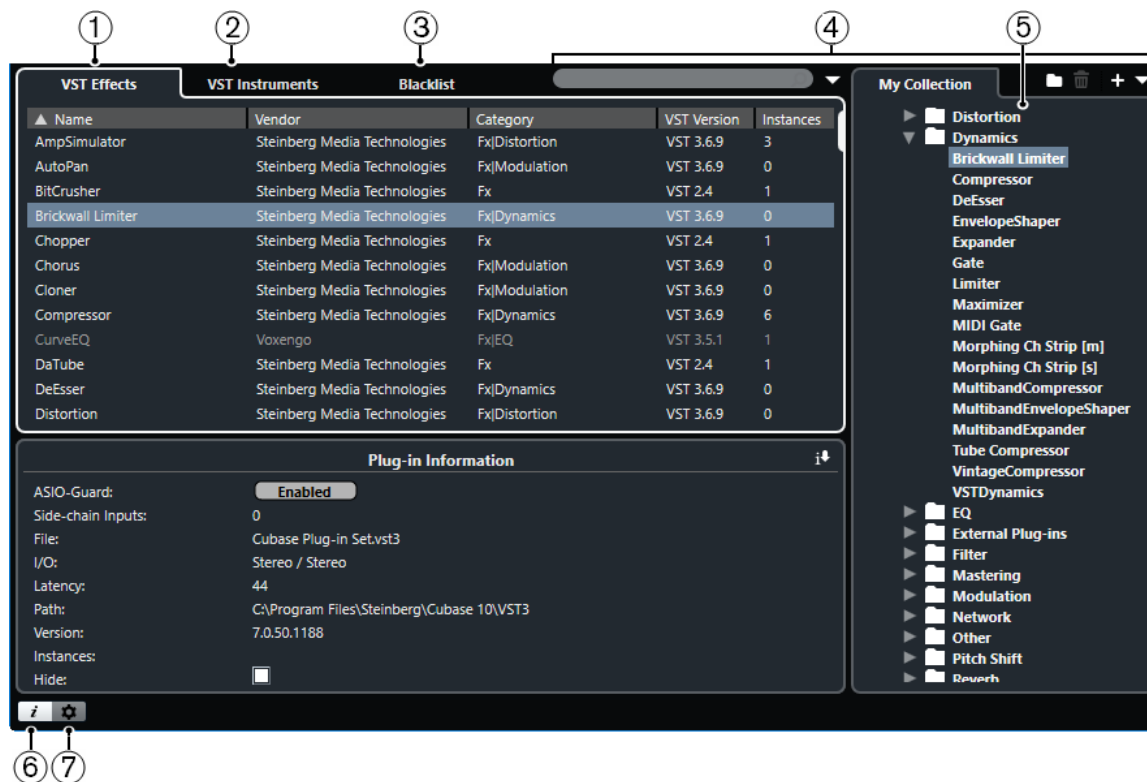 1 2 3 4 5
VST Effects VST Instruments Blacklist
Name Vendor Category VST Version Instances
AmpSimulator Steinberg Media Technologies Fx|Distortion VST 3.6.9 3
AutoPan Steinberg Media Technologies Fx|Modulation VST 3.6.9 0
BitCrusher Steinberg Media Technologies Fx VST 2.4 1
Brickwall Limiter Steinberg Media Technologies Fx|Dynamics VST 3.6.9 0
Chopper Steinberg Media Technologies Fx VST 2.4 1
Chorus Steinberg Media Technologies Fx|Modulation VST 3.6.9 0
Cloner Steinberg Media Technologies Fx|Modulation VST 3.6.9 0
Compressor Steinberg Media Technologies Fx|Dynamics VST 3.6.9 6
CurveEQ Voxengo Fx|EQ VST 3.5.1 1
DaTube Steinberg Media Technologies Fx VST 2.4 1
DeEsser Steinberg Media Technologies Fx|Dynamics VST 3.6.9 0
Distortion Steinberg Media Technologies Fx|Distortion VST 3.6.9 0
Plug-in Information
ASIO-Guard: Enabled
Side-chain Inputs: 0
File: Cubase Plug-in Set.vst3
I/O: Stereo / Stereo
Latency: 44
Path: C:\Program Files\Steinberg\Cubase 10\VST3
Version: 7.0.50.1188
Instances:
Hide:
My Collection
Distortion
Dynamics
Brickwall Limiter
Compressor
DeEsser
EnvelopeShaper
Expander
Gate
Limiter
Maximizer
MIDI Gate
Morphing Ch Strip [m]
Morphing Ch Strip [s]
MultibandCompressor
MultibandEnvelopeShaper
MultibandExpander
Tube Compressor
VintageCompressor
VSTDynamics
EQ
External Plug-ins
Filter
Mastering
Modulation
Network
Other
Pitch Shift
Reverb
i
6 7